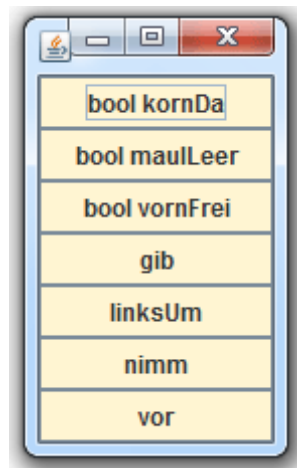 bool kornDa
bool maulLeer
bool vornFrei
gib
linksUm
nimm
vor